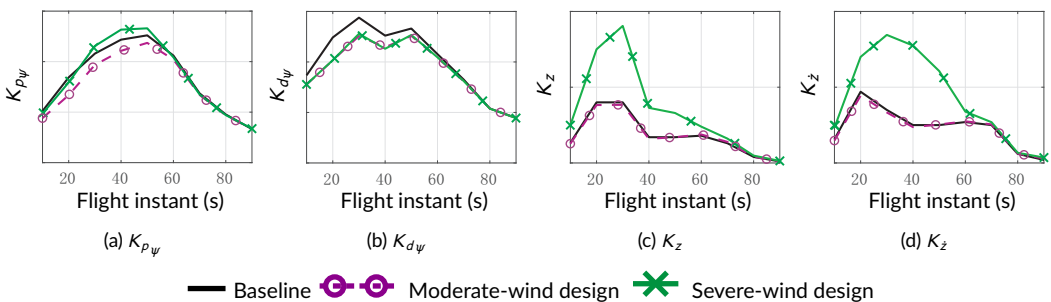 K_{p_ψ}
20 40 60 80
Flight instant (s)
(a) K_{p_ψ}
K_{d_ψ}
20 40 60 80
Flight instant (s)
(b) K_{d_ψ}
K_z
20 40 60 80
Flight instant (s)
(c) K_z
K_ż
20 40 60 80
Flight instant (s)
(d) K_ż
Baseline Moderate-wind design Severe-wind design